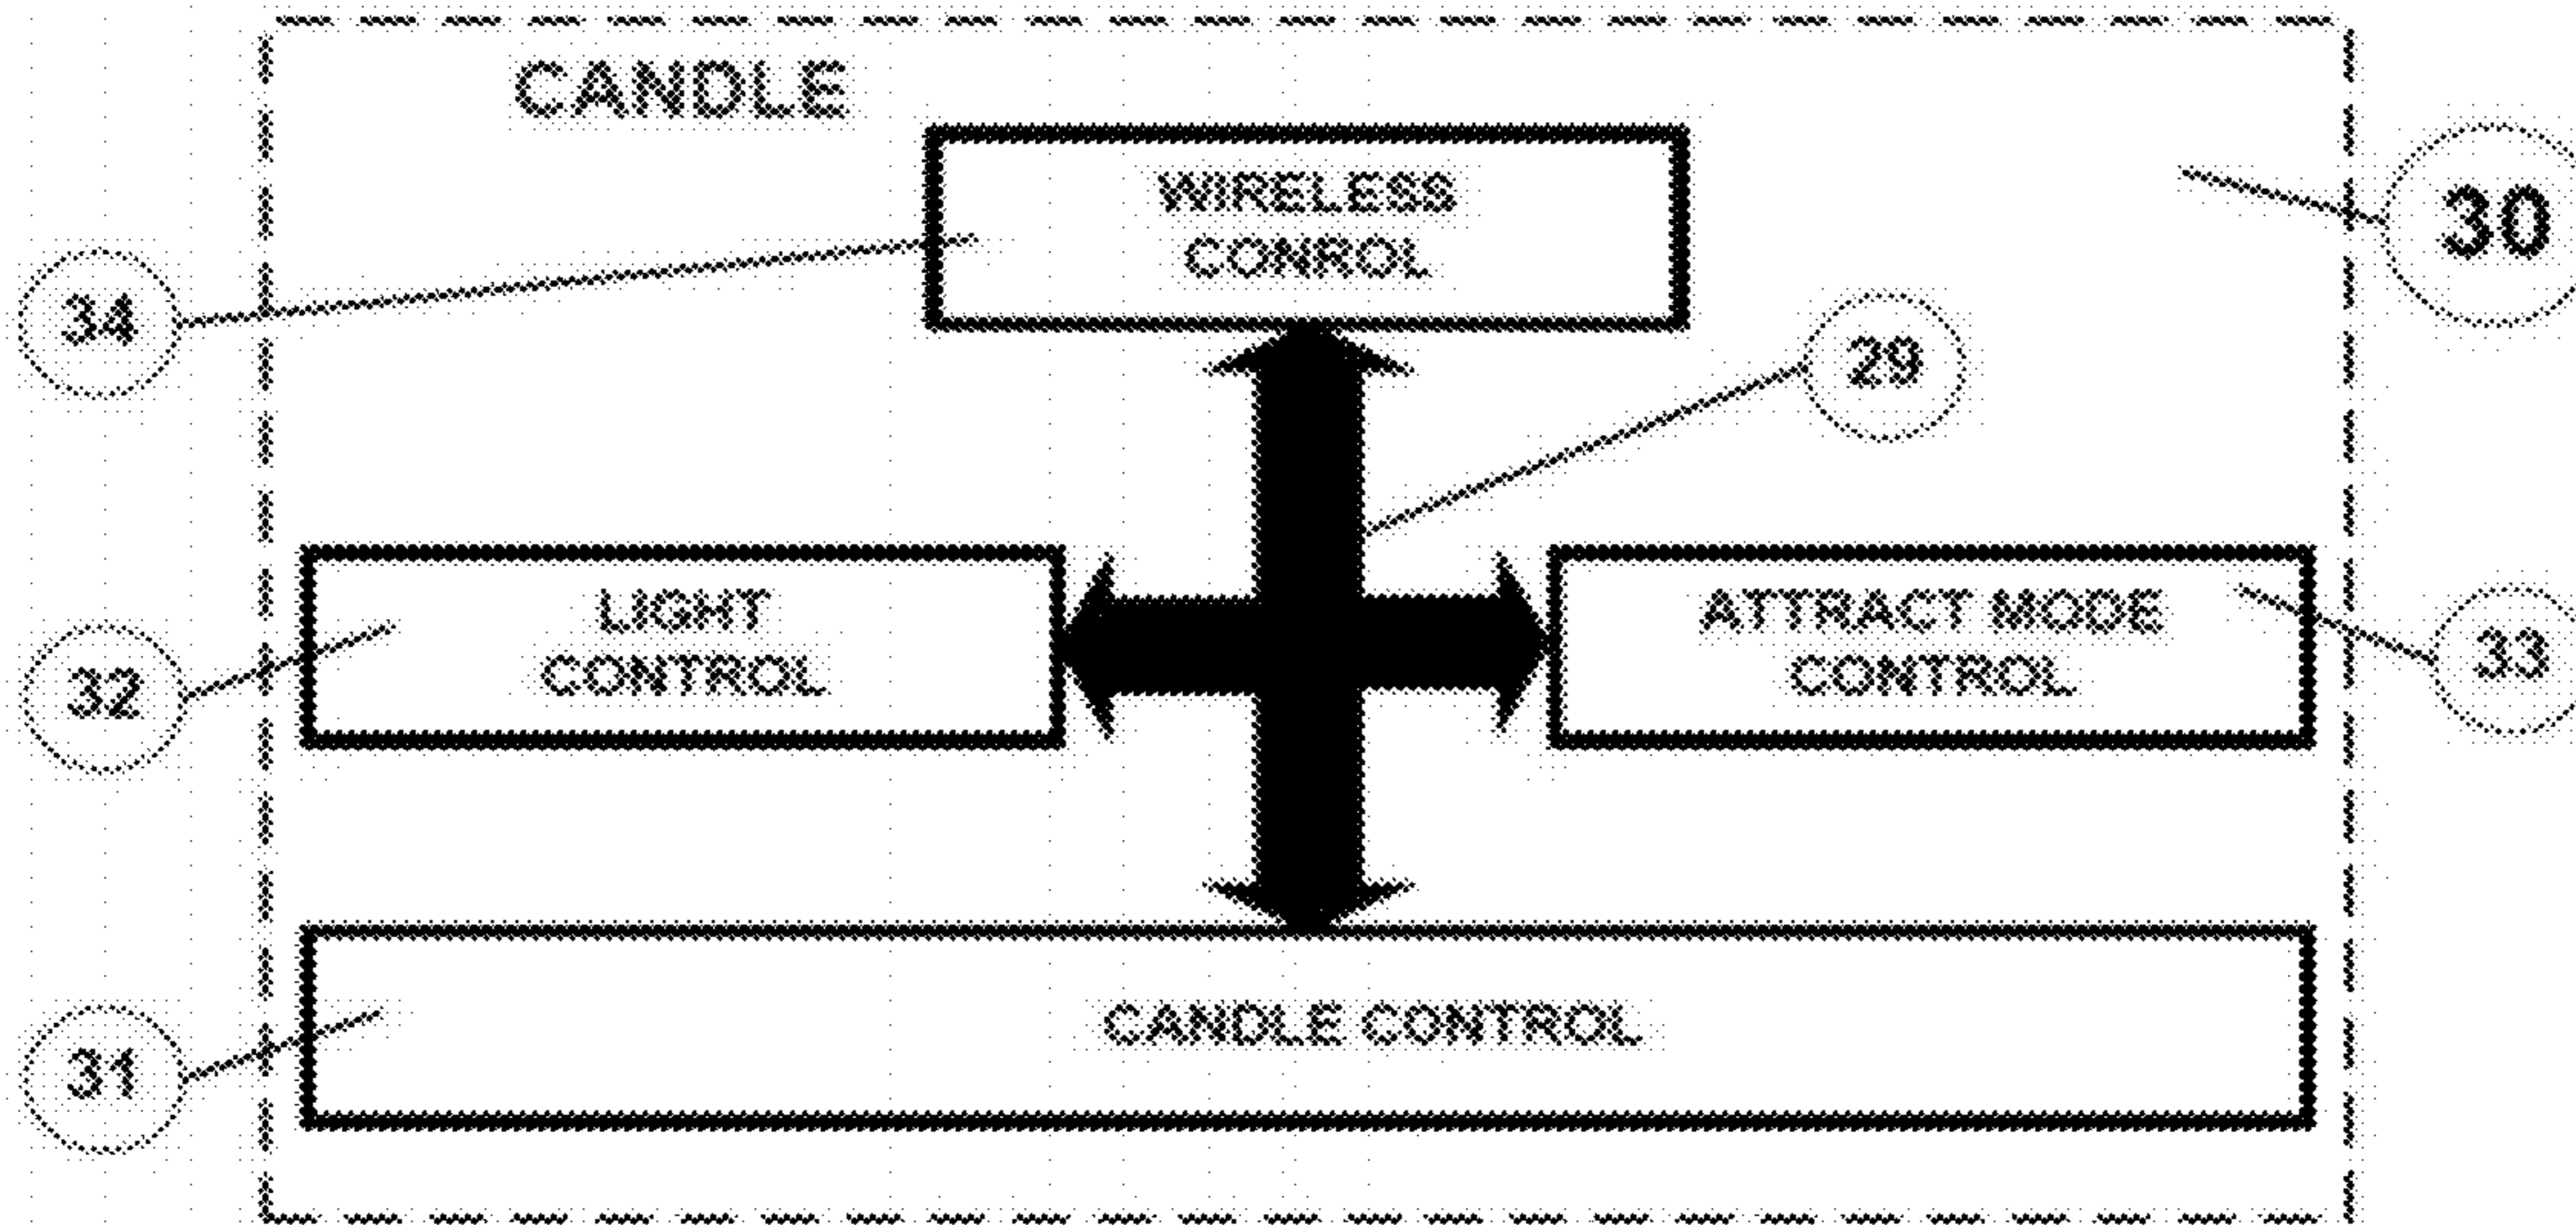 CANDLE
WIRELESS
CONROL
30
34
29
LIGHT
CONTROL
ATTRACT MODE
CONTROL
32
33
CANDLE CONTROL
31